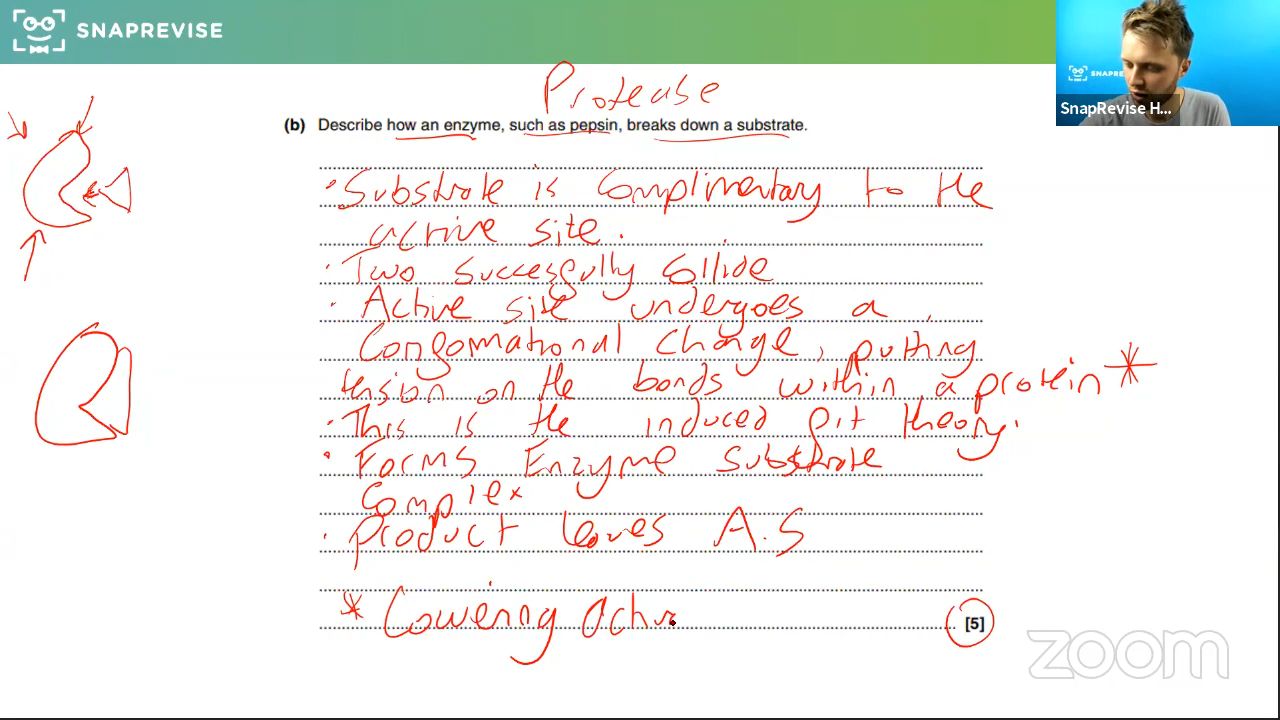 SNAPREVISE
SNAPREVISE
SnapRevise H...
Protease
(b) Describe how an enzyme, such as pepsin, breaks down a substrate.
• Substrate is Complimentary to the
active site.
• Two successfully collide
• Active site undergoes a
Conformational change, putting
tension on the bonds within a protein *
• This is the induced fit theory.
• Forms Enzyme substrate
Complex
• Product leaves A.S
* Lowering activ
[5]
zoom